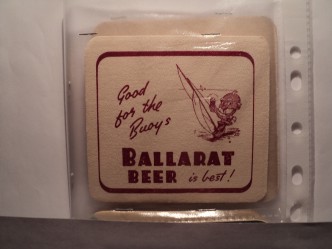 Good
for the
Buoys
BALLARAT
BEER is best!